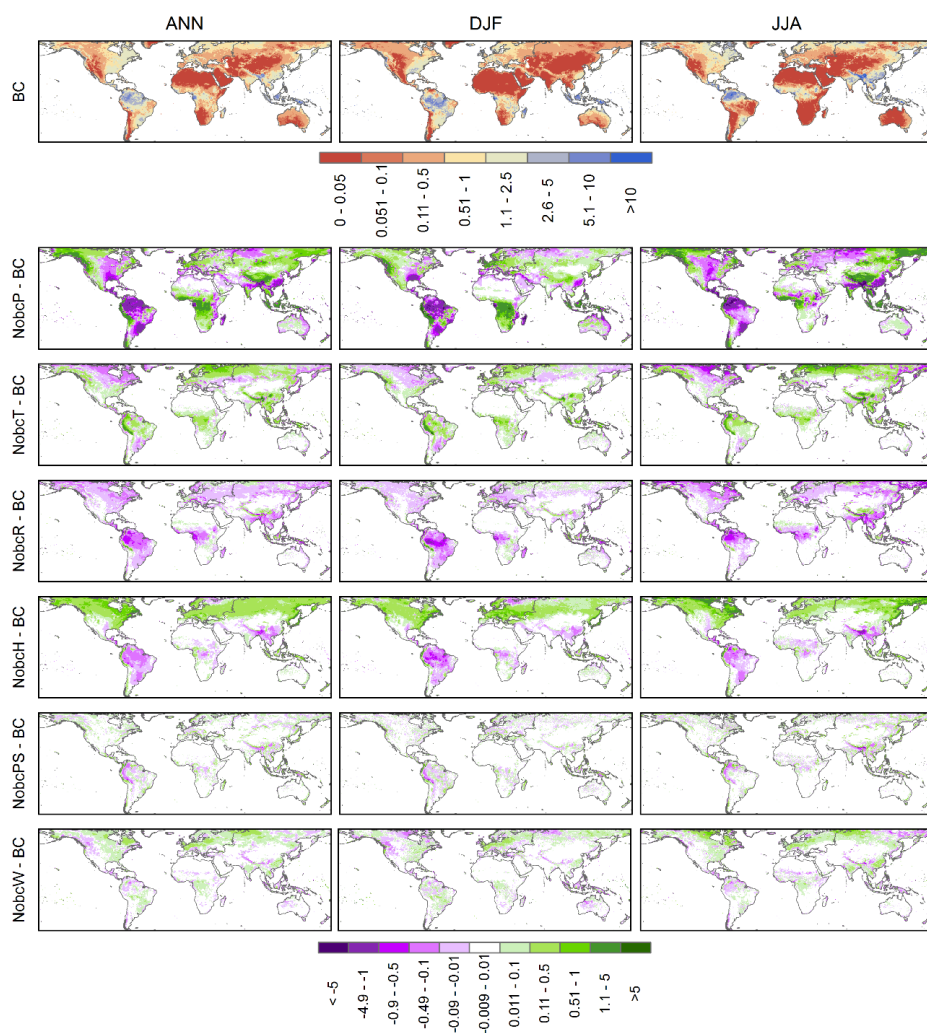 ANN DJF JJA
BC
0 - 0.05
0.051 - 0.1
0.11 - 0.5
0.51 - 1
1.1 - 2.5
2.6 - 5
5.1 - 10
>10
NobcP - BC
NobcT - BC
NoboR - BC
NobcH - BC
NobcPS - BC
NobcW - BC
< -5
-4.9 - -1
-0.9 - -0.5
-0.49 - -0.1
-0.09 - -0.01
-0.009 - 0.01
0.011 - 0.1
0.11 - 0.5
0.51 - 1
1.1 - 5
>5